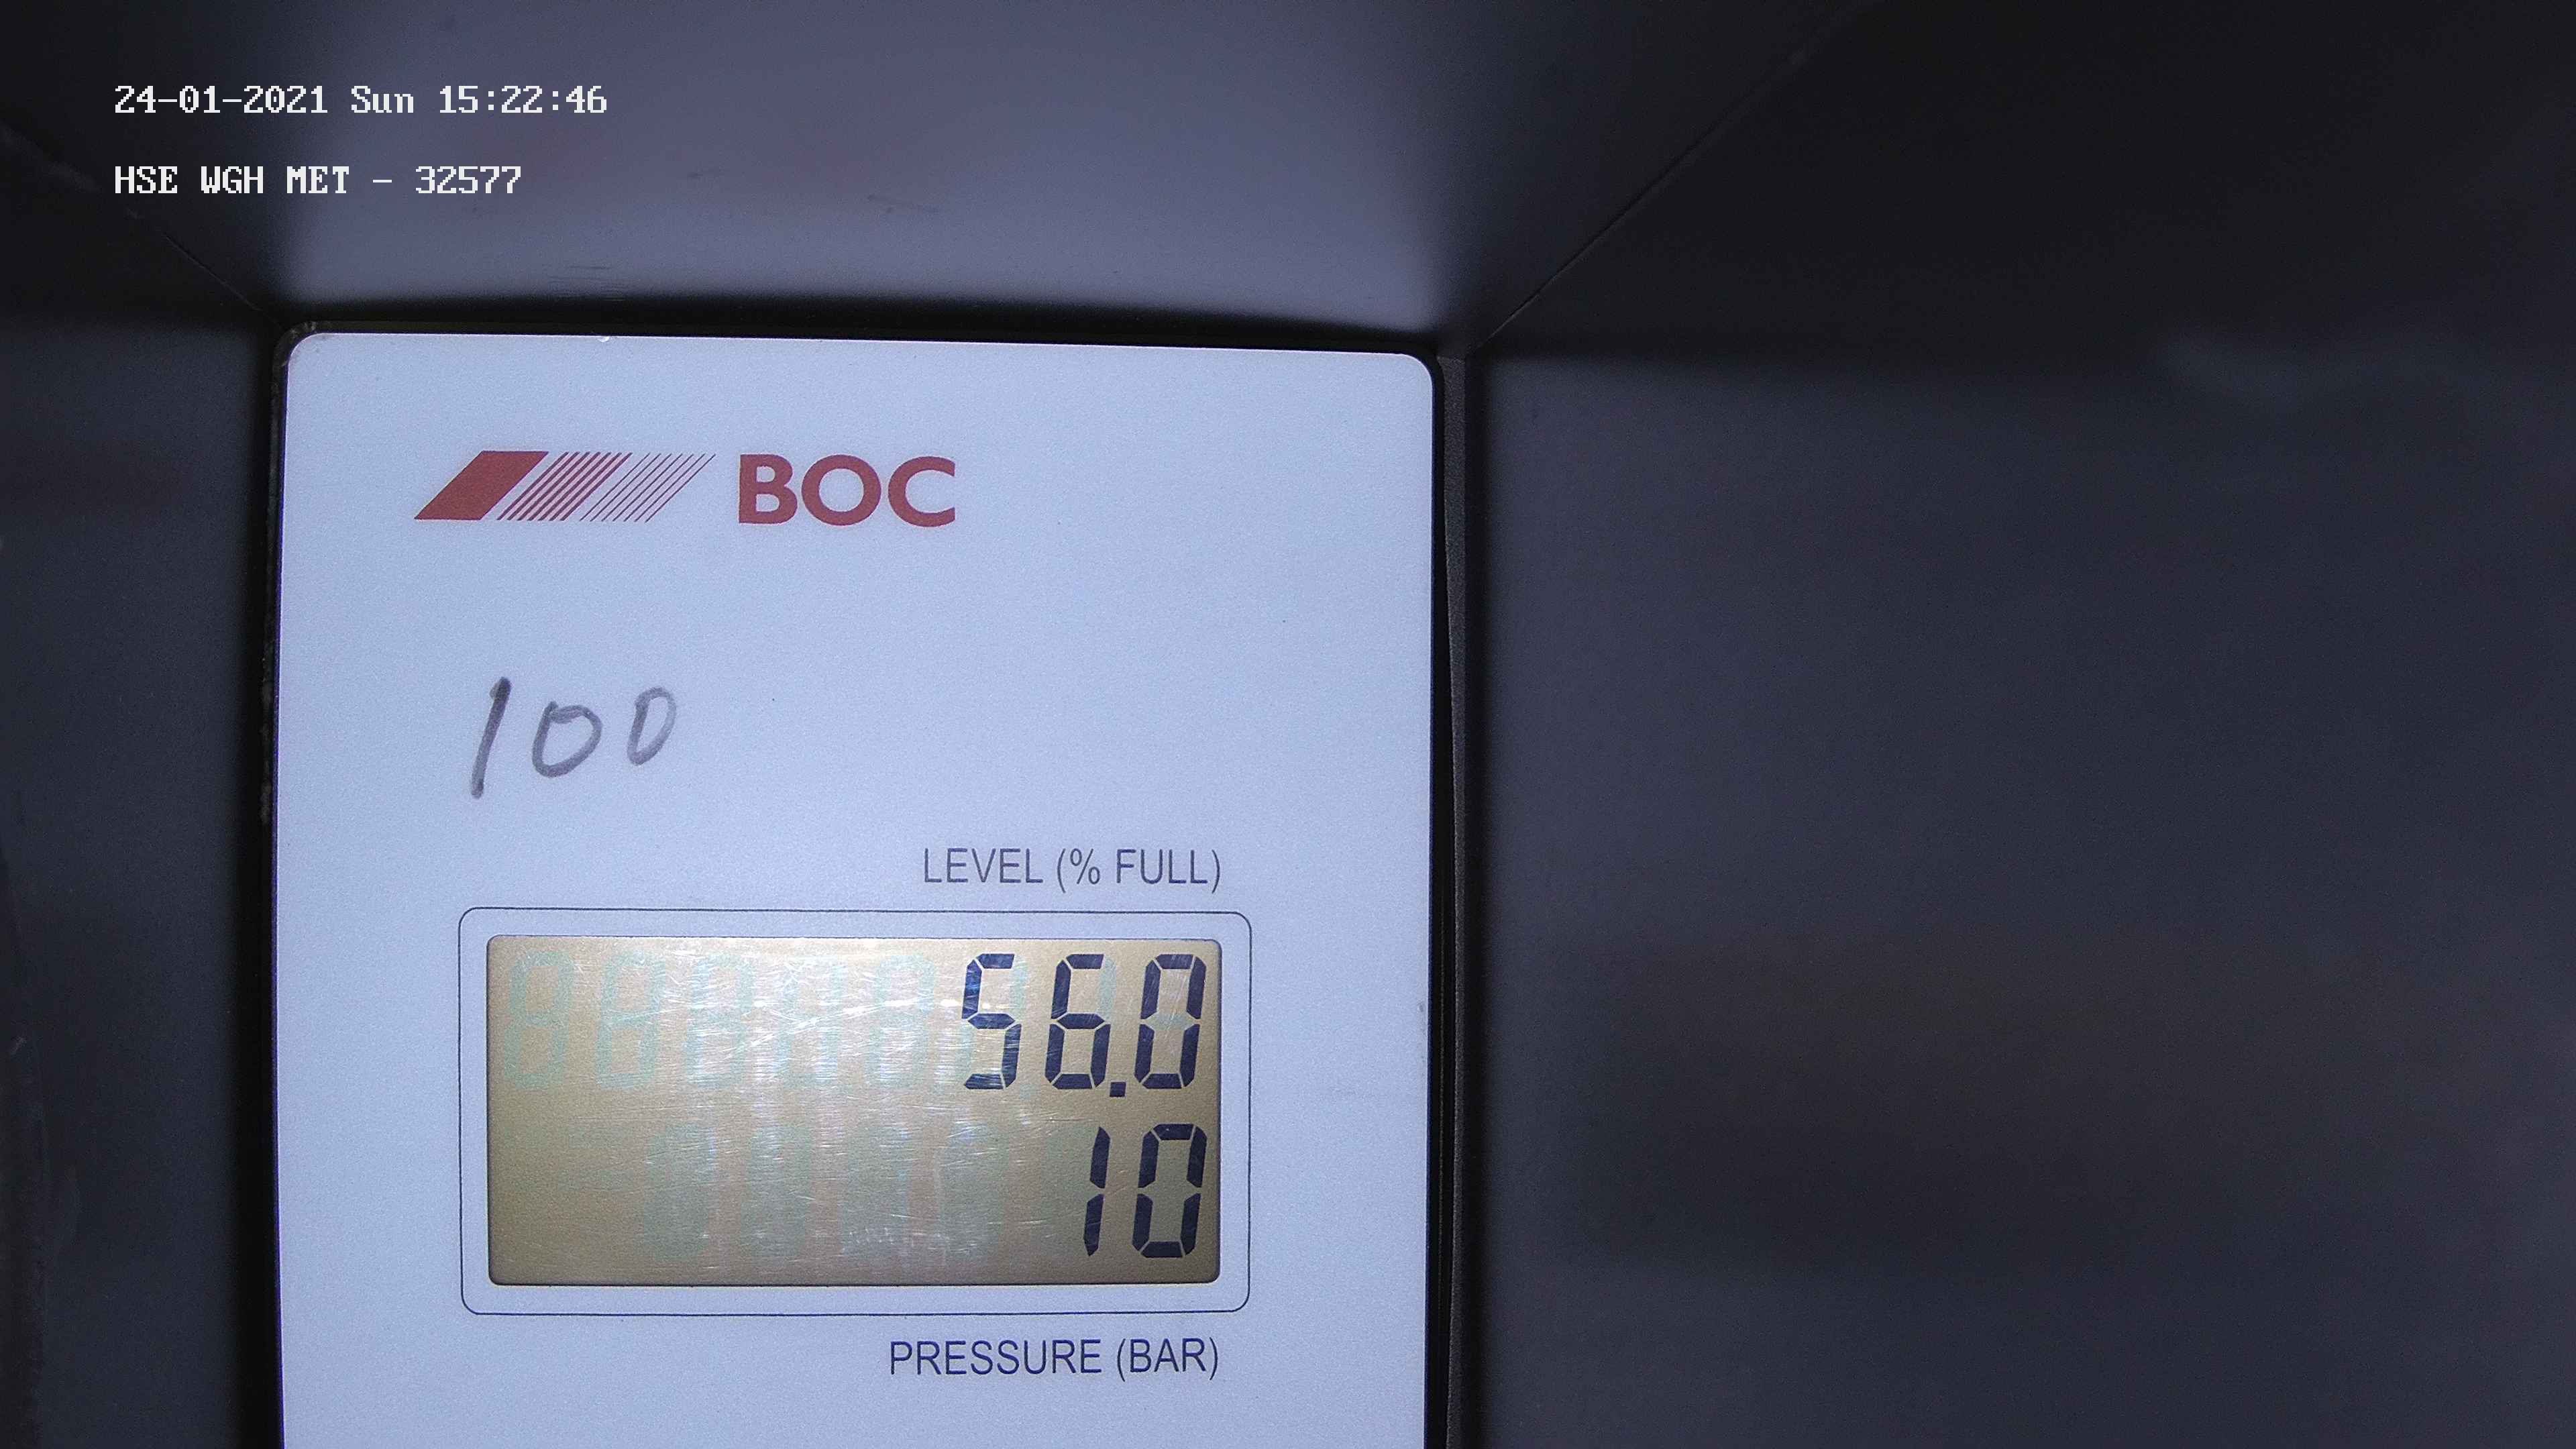 24-01-2021 Sun 15:22:46
HSE WGH MET - 32577
BOC
100
LEVEL (% FULL)
56.0
10
PRESSURE (BAR)